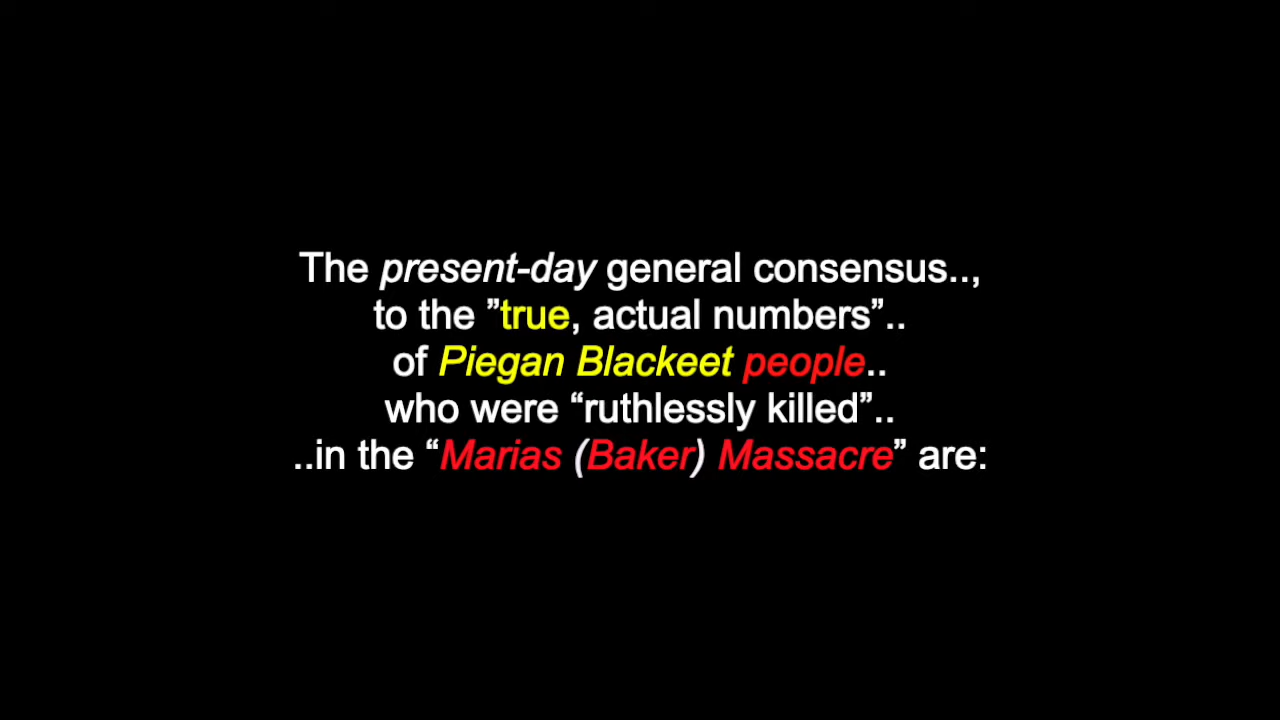 The present-day general consensus..,
to the ”true, actual numbers”..
of Piegan Blackeet people..
who were “ruthlessly killed”..
..in the “Marias (Baker) Massacre” are: